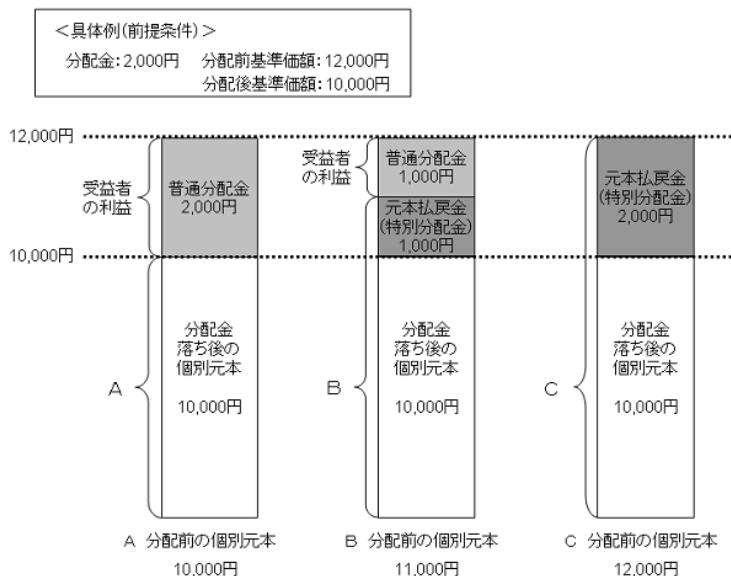 ＜具体例(前提条件)＞
分配金：2,000円　分配前基準価額：12,000円
分配後基準価額：10,000円
12,000円
10,000円
受益者
の利益
普通分配金
2,000円
A
分配金
落ち後の
個別元本
10,000円
A 分配前の個別元本
10,000円
受益者
の利益
普通分配金
1,000円
元本払戻金
(特別分配金)
1,000円
B
分配金
落ち後の
個別元本
10,000円
B 分配前の個別元本
11,000円
元本払戻金
(特別分配金)
2,000円
C
分配金
落ち後の
個別元本
10,000円
C 分配前の個別元本
12,000円